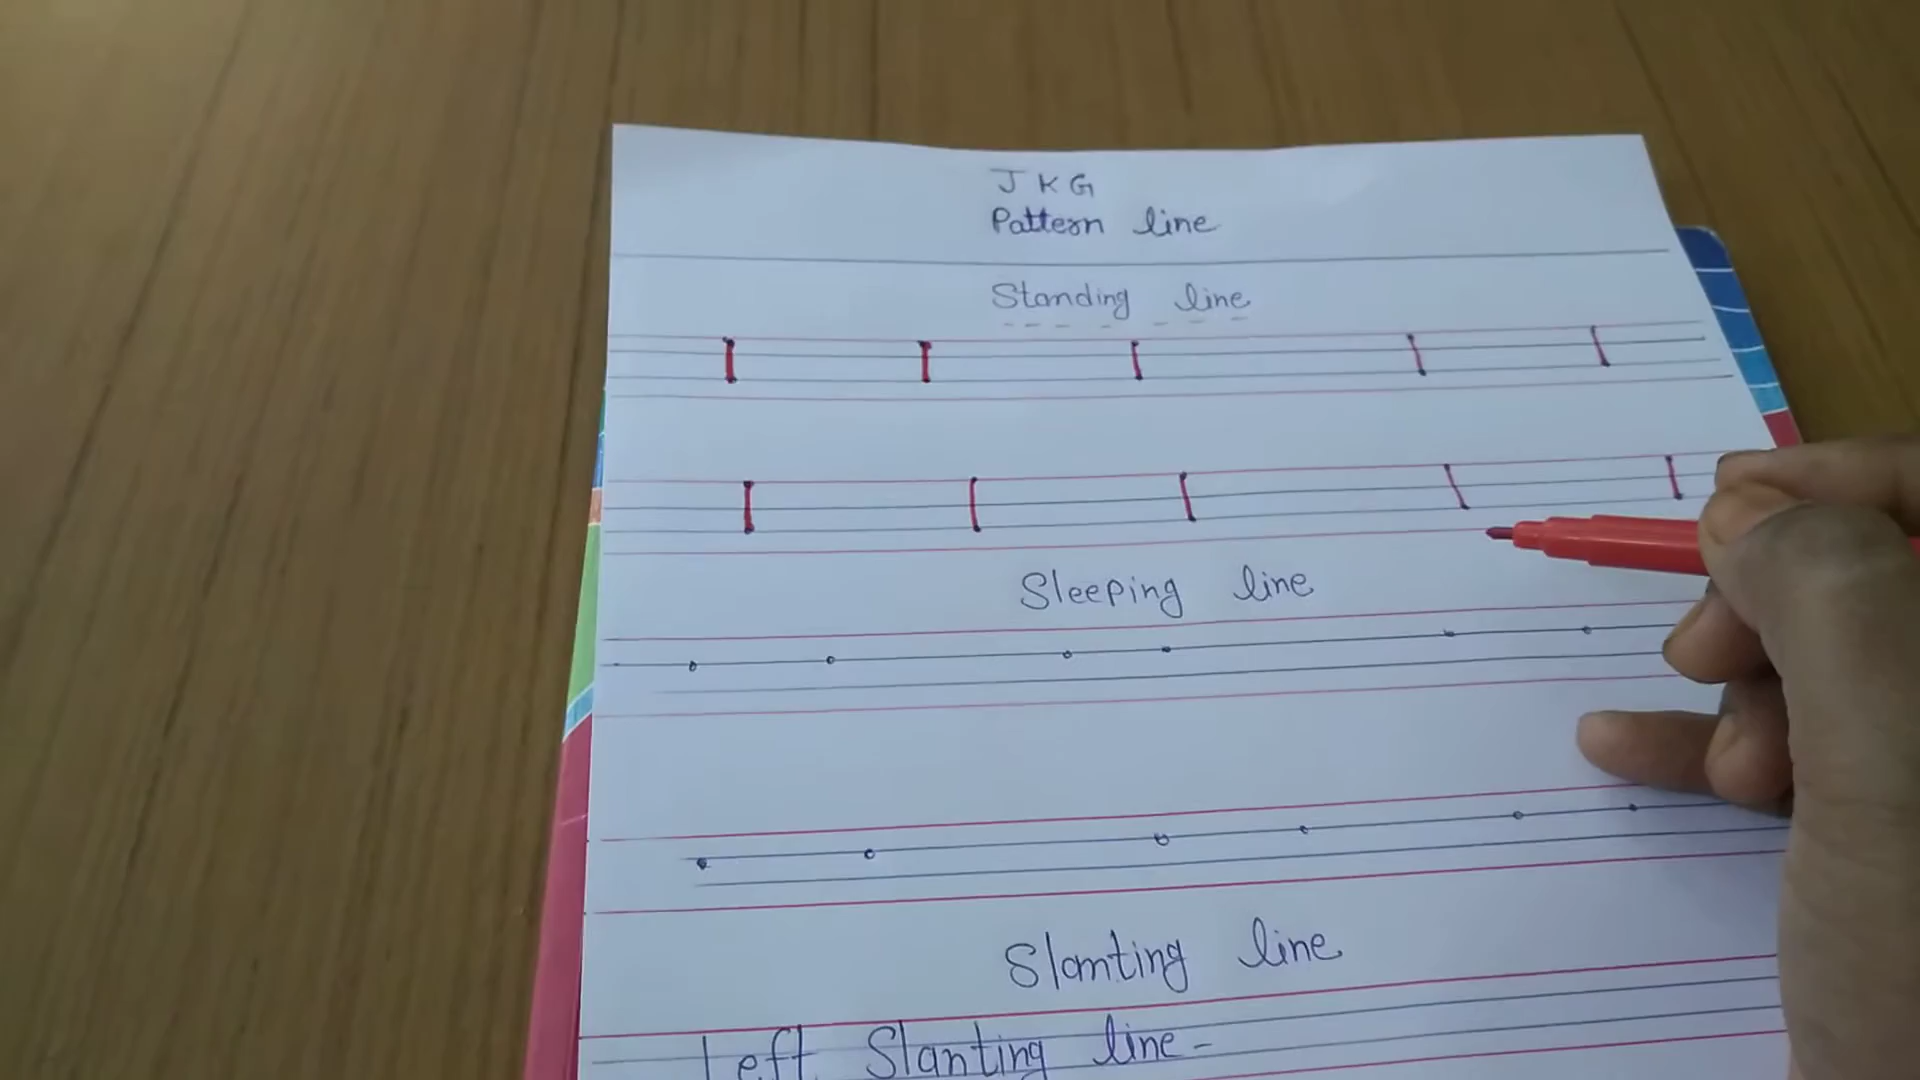 JKG
Pattern line
Standing line
Sleeping line
Slanting line
Left Slanting line-